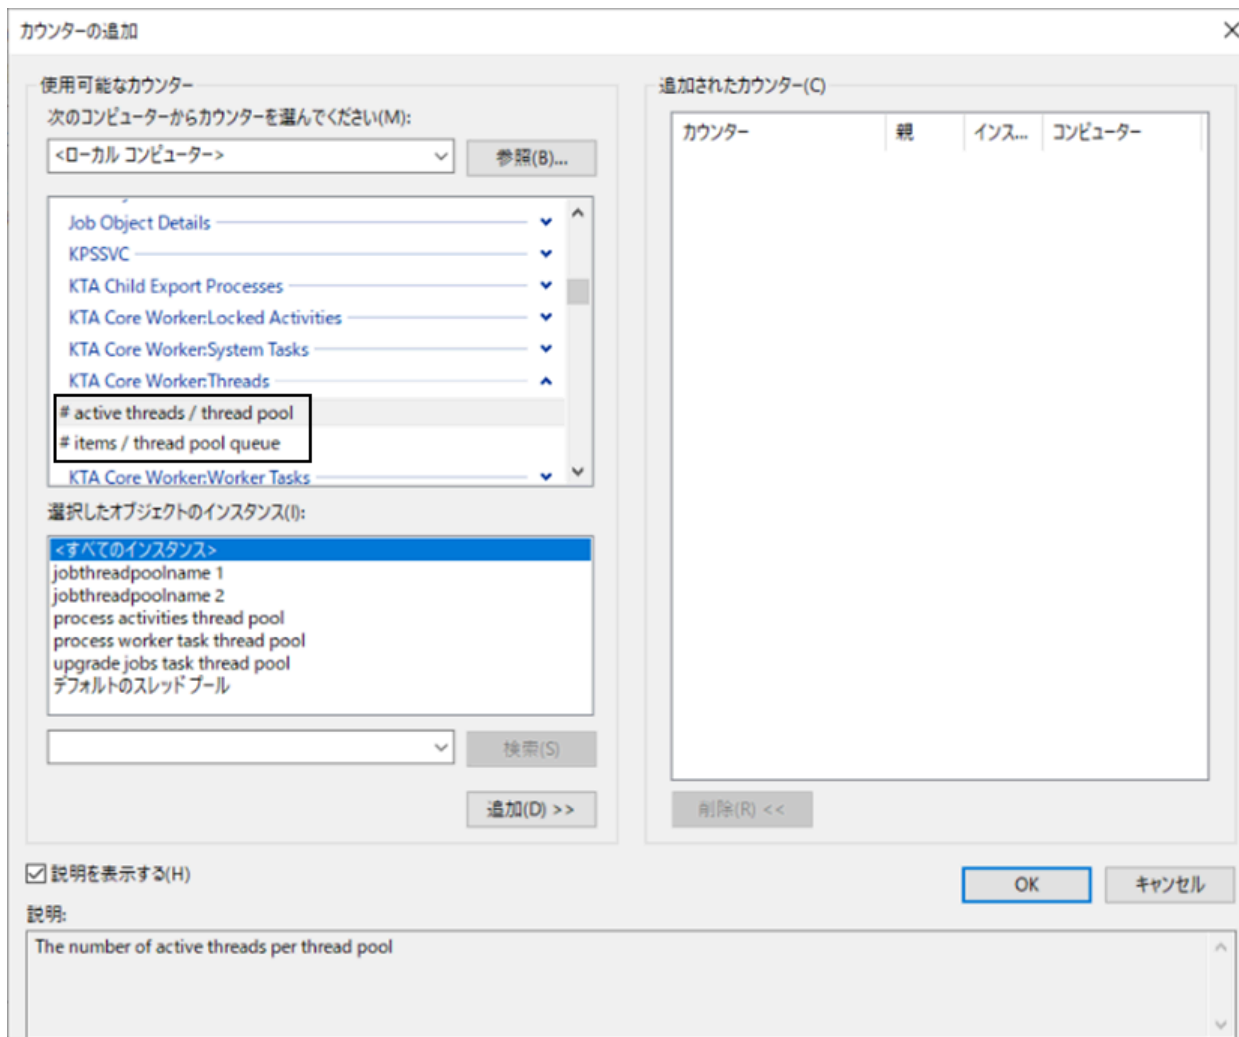 カウンターの追加
使用可能なカウンター
次のコンピューターからカウンターを選んでください(M):
<ローカル コンピューター>
参照(B)...
Job Object Details
KPSSVC
KTA Child Export Processes
KTA Core Worker:Locked Activities
KTA Core Worker:System Tasks
KTA Core Worker:Threads
# active threads / thread pool
# items / thread pool queue
KTA Core Worker:Worker Tasks
選択したオブジェクトのインスタンス(I):
<すべてのインスタンス>
jobthreadpoolname 1
jobthreadpoolname 2
process activities thread pool
process worker task thread pool
upgrade jobs task thread pool
デフォルトのスレッド プール
検索(S)
追加(D) >>
追加されたカウンター(C)
カウンター 親 インス... コンピューター
削除(R) <<
説明を表示する(H)
OK
キャンセル
説明:
The number of active threads per thread pool